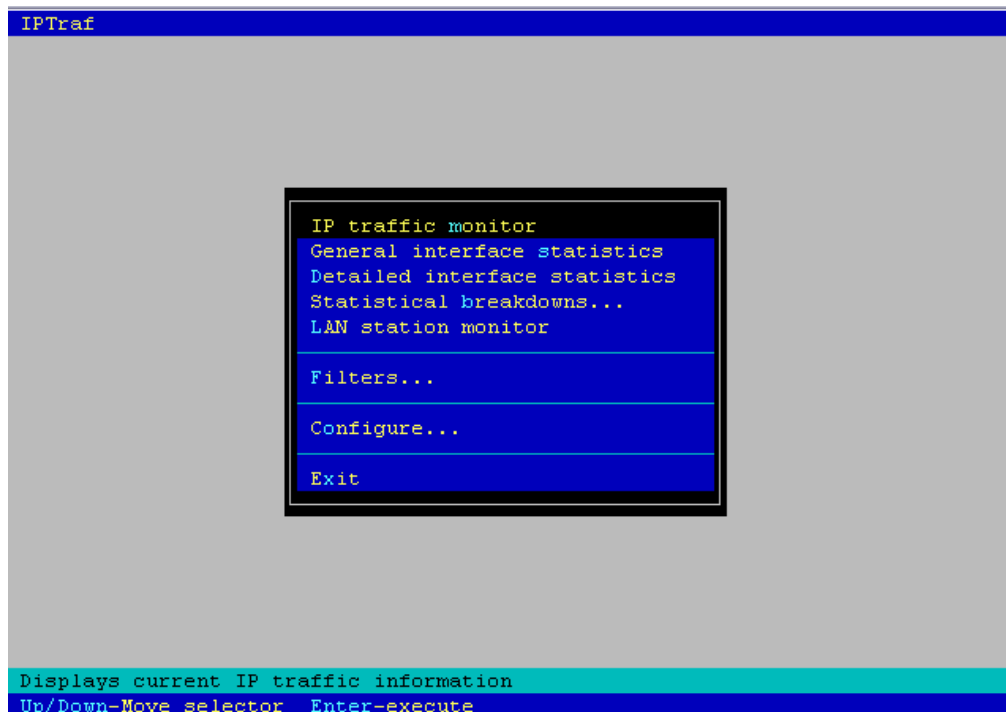 IPTraf
IP traffic monitor
General interface statistics
Detailed interface statistics
Statistical breakdowns...
LAN station monitor
Filters...
Configure...
Exit
Displays current IP traffic information
Up/Down-Move selector  Enter-execute